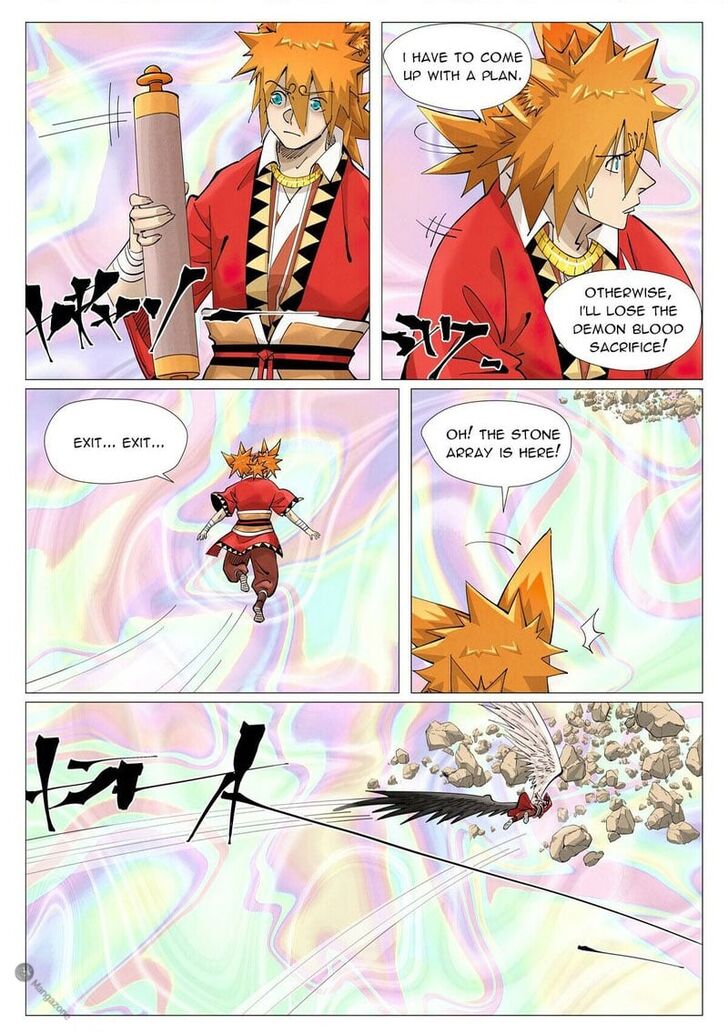 I HAVE TO COME
UP WITH A PLAN.
OTHERWISE,
I'LL LOSE THE
DEMON BLOOD
SACRIFICE!
EXIT... EXIT...
OH! THE STONE
ARRAY IS HERE!
Mangazone